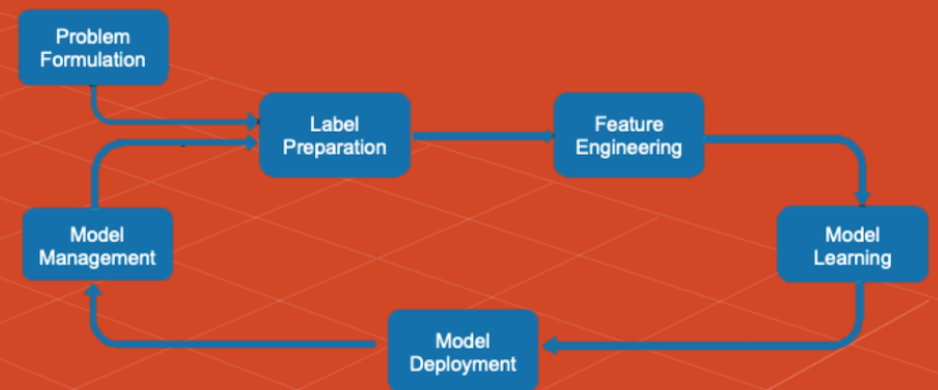 Problem
Formulation
Label
Preparation
Feature
Engineering
Model
Management
Model
Learning
Model
Deployment